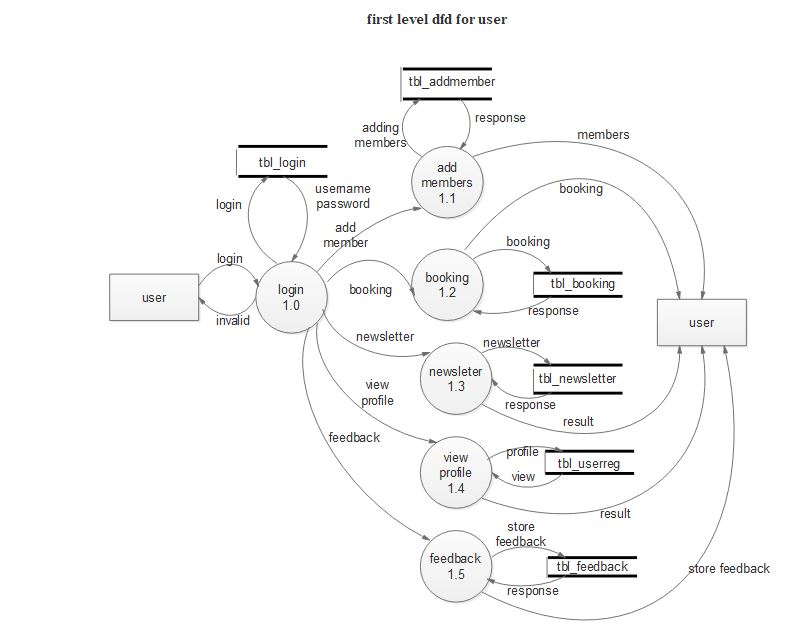 first level dfd for user
tbl_addmember
adding
members
response
members
add
members
1.1
tbl_login
login
username
password
add
member
booking
login
user
invalid
login
1.0
booking
booking
1.2
booking
tbl_booking
response
user
newsletter
newsleter
1.3
newsletter
tbl_newsletter
response
result
view
profile
view
profile
1.4
profile
tbl_userreg
view
result
feedback
feedback
1.5
store
feedback
tbl_feedback
response
store feedback